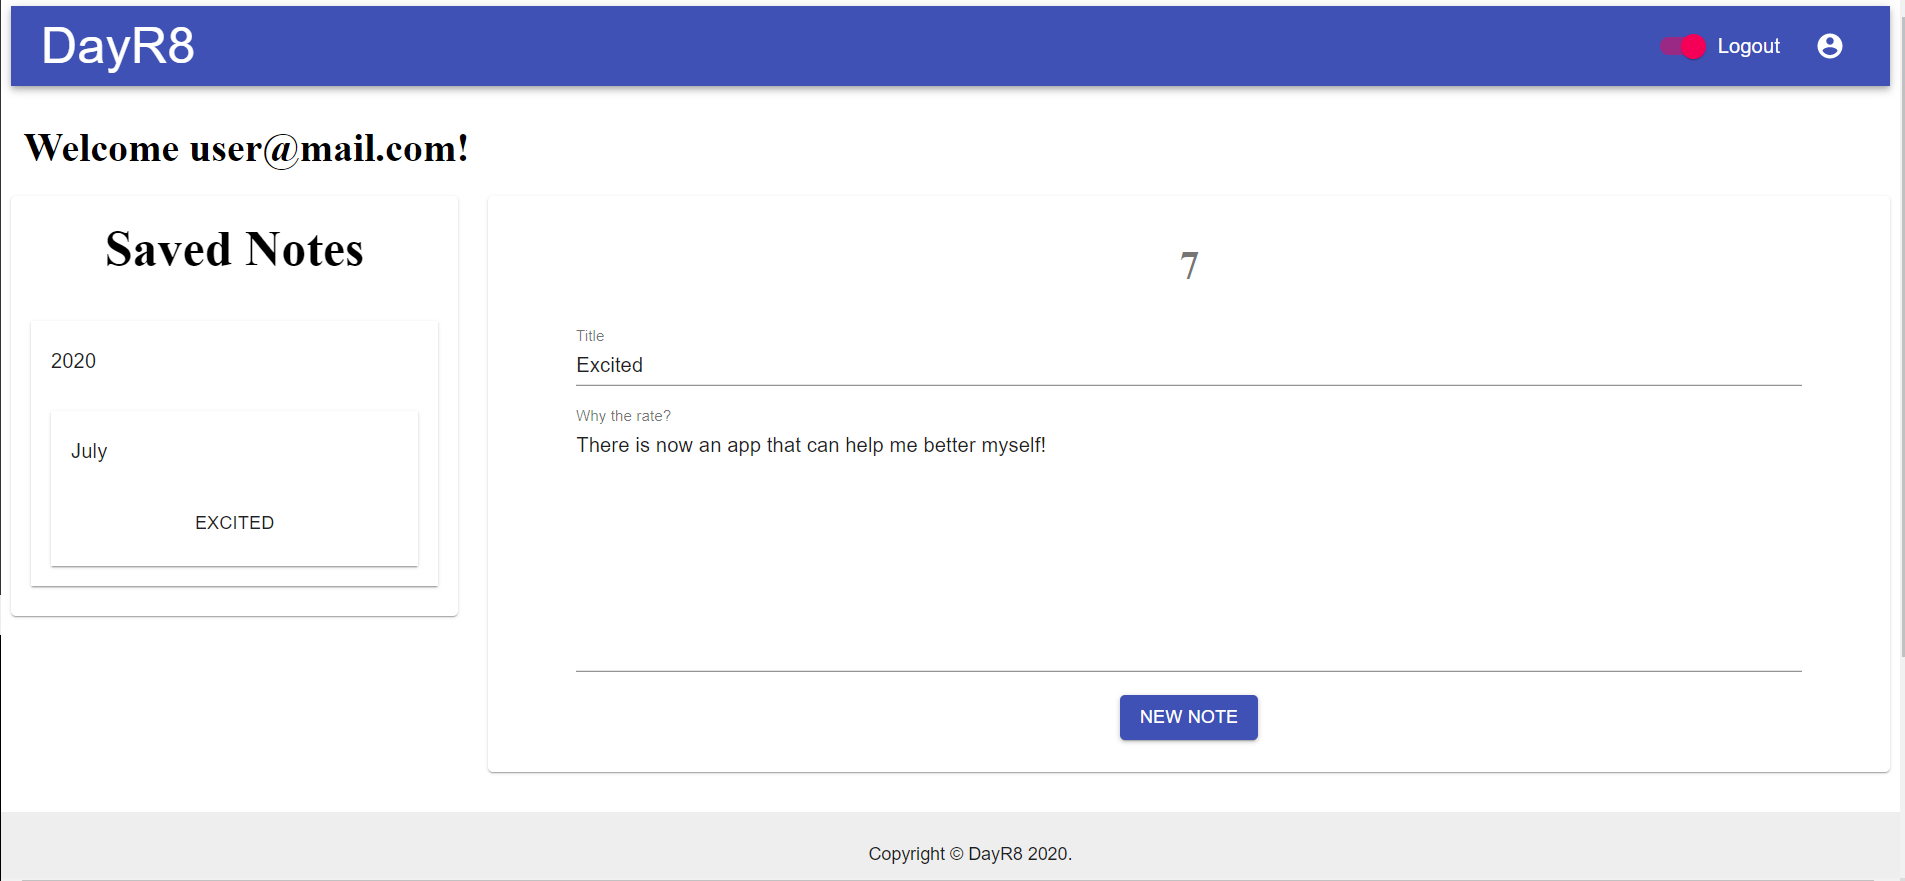 DayR8
Logout
Welcome user@mail.com!
Saved Notes
2020
July
EXCITED
7
Title
Excited
Why the rate?
There is now an app that can help me better myself!
NEW NOTE
Copyright © DayR8 2020.